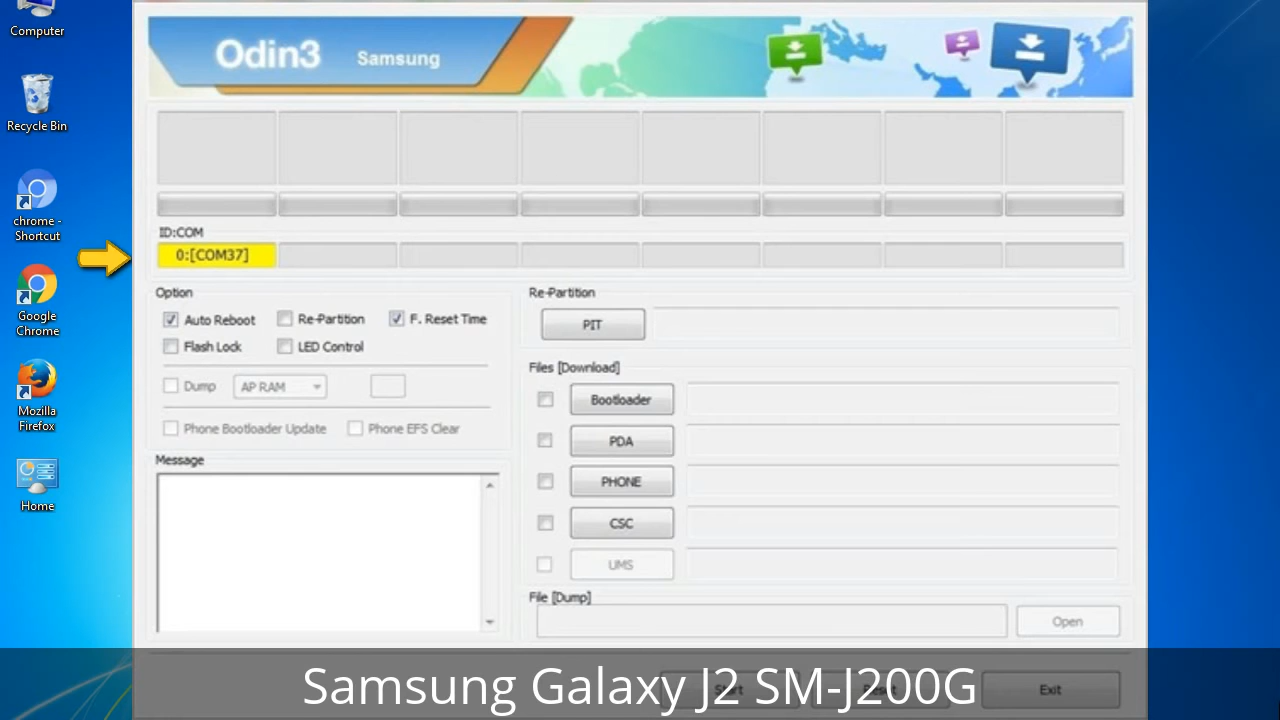 Computer
Recycle Bin
chrome -
Shortcut
Google
Chrome
Mozilla
Firefox
Home
Odin3 Samsung
ID:COM
0:[COM37]
Option
Auto Reboot Re-Partition F. Reset Time
Flash Lock LED Control
Dump AP RAM
Phone Bootloader Update Phone EFS Clear
Message
Re-Partition
PIT
Files [Download]
Bootloader
PDA
PHONE
CSC
UMS
File [Dump]
Open
Start Reset Exit
Samsung Galaxy J2 SM-J200G